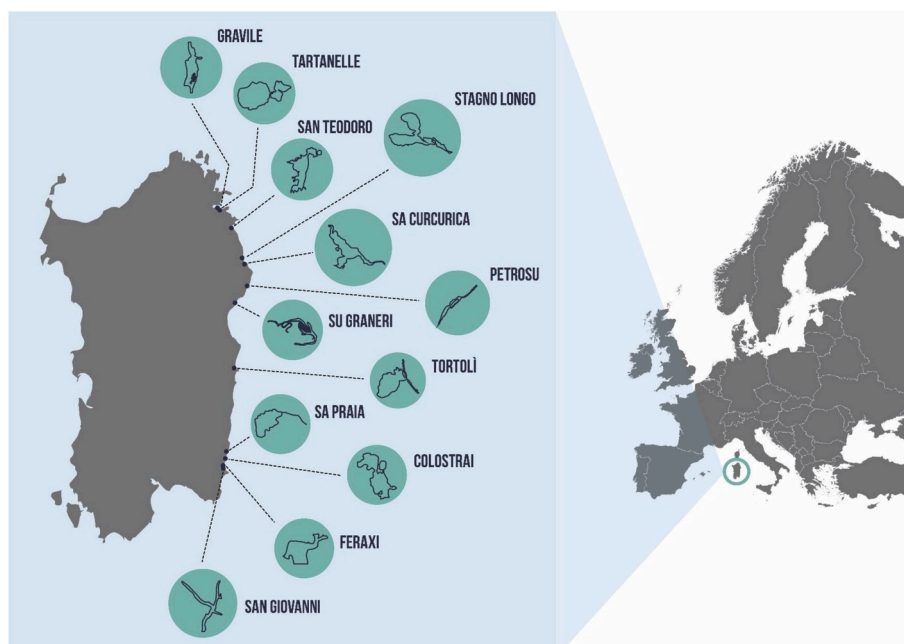 GRAVILE
TARTANELLE
STAGNO LONGO
SAN TEODORO
SA CURCURICA
PETROSU
SU GRANERI
TORTOLÌ
SA PRAIA
COLOSTRAI
FERAXI
SAN GIOVANNI